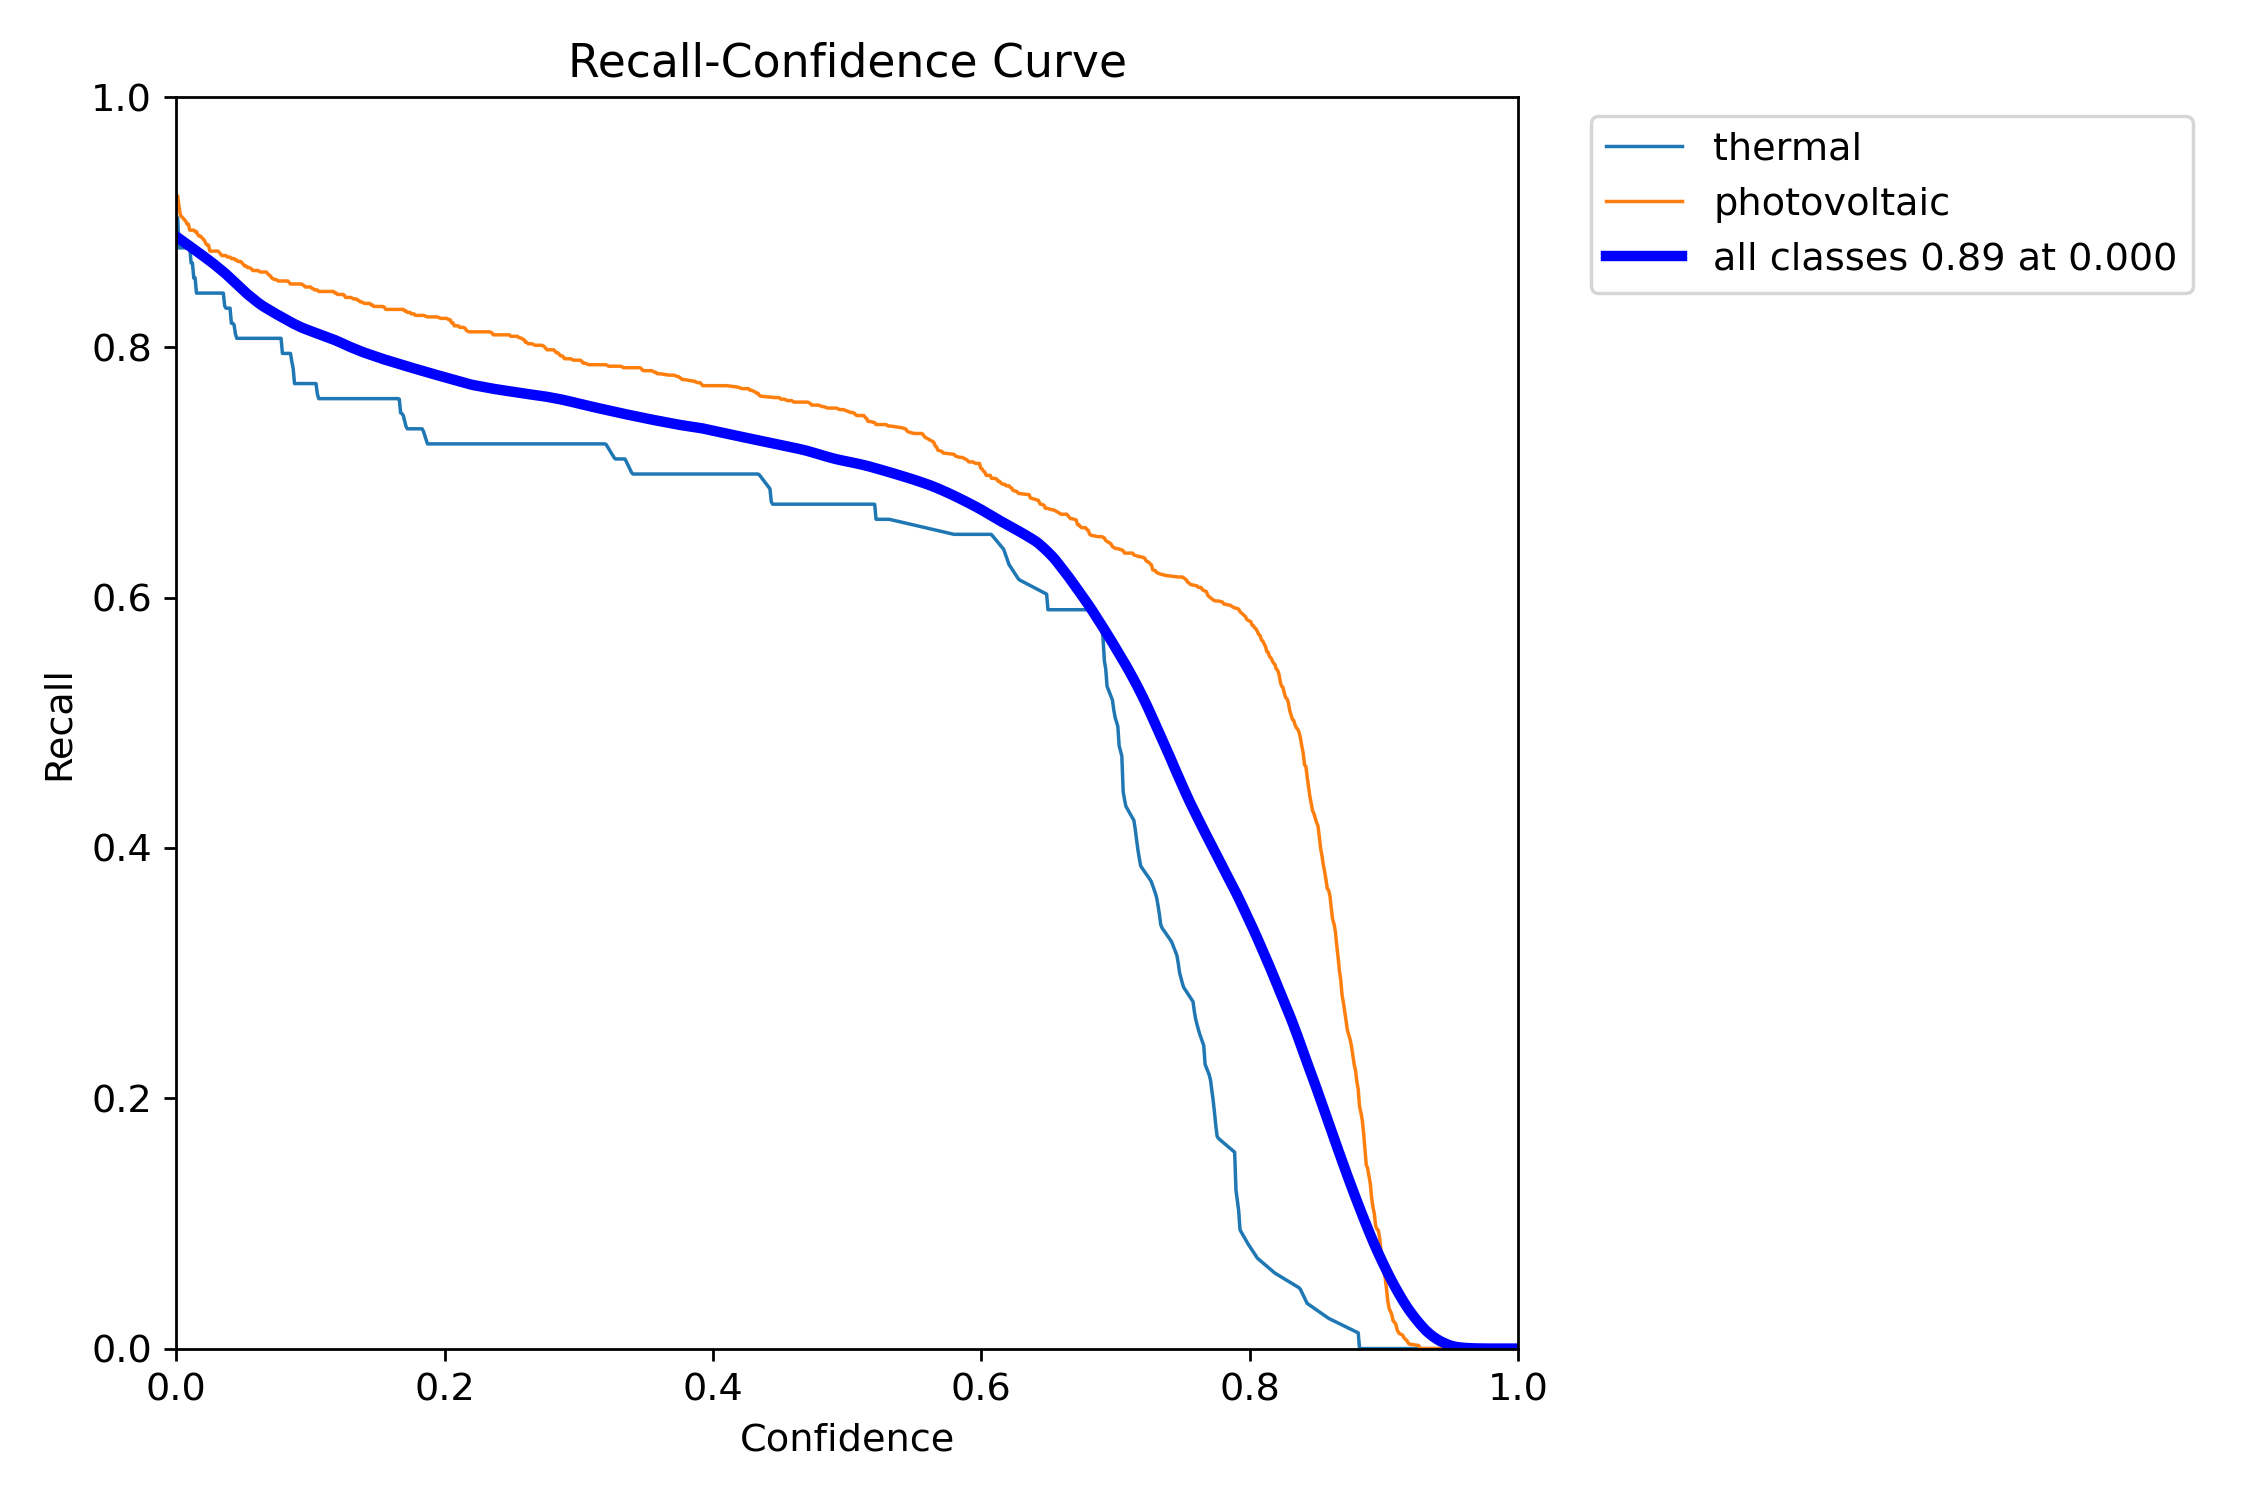 Recall-Confidence Curve
1.0
0.8
0.6
0.4
0.2
0.0
Recall
0.0 0.2 0.4 0.6 0.8 1.0
Confidence
thermal
photovoltaic
all classes 0.89 at 0.000